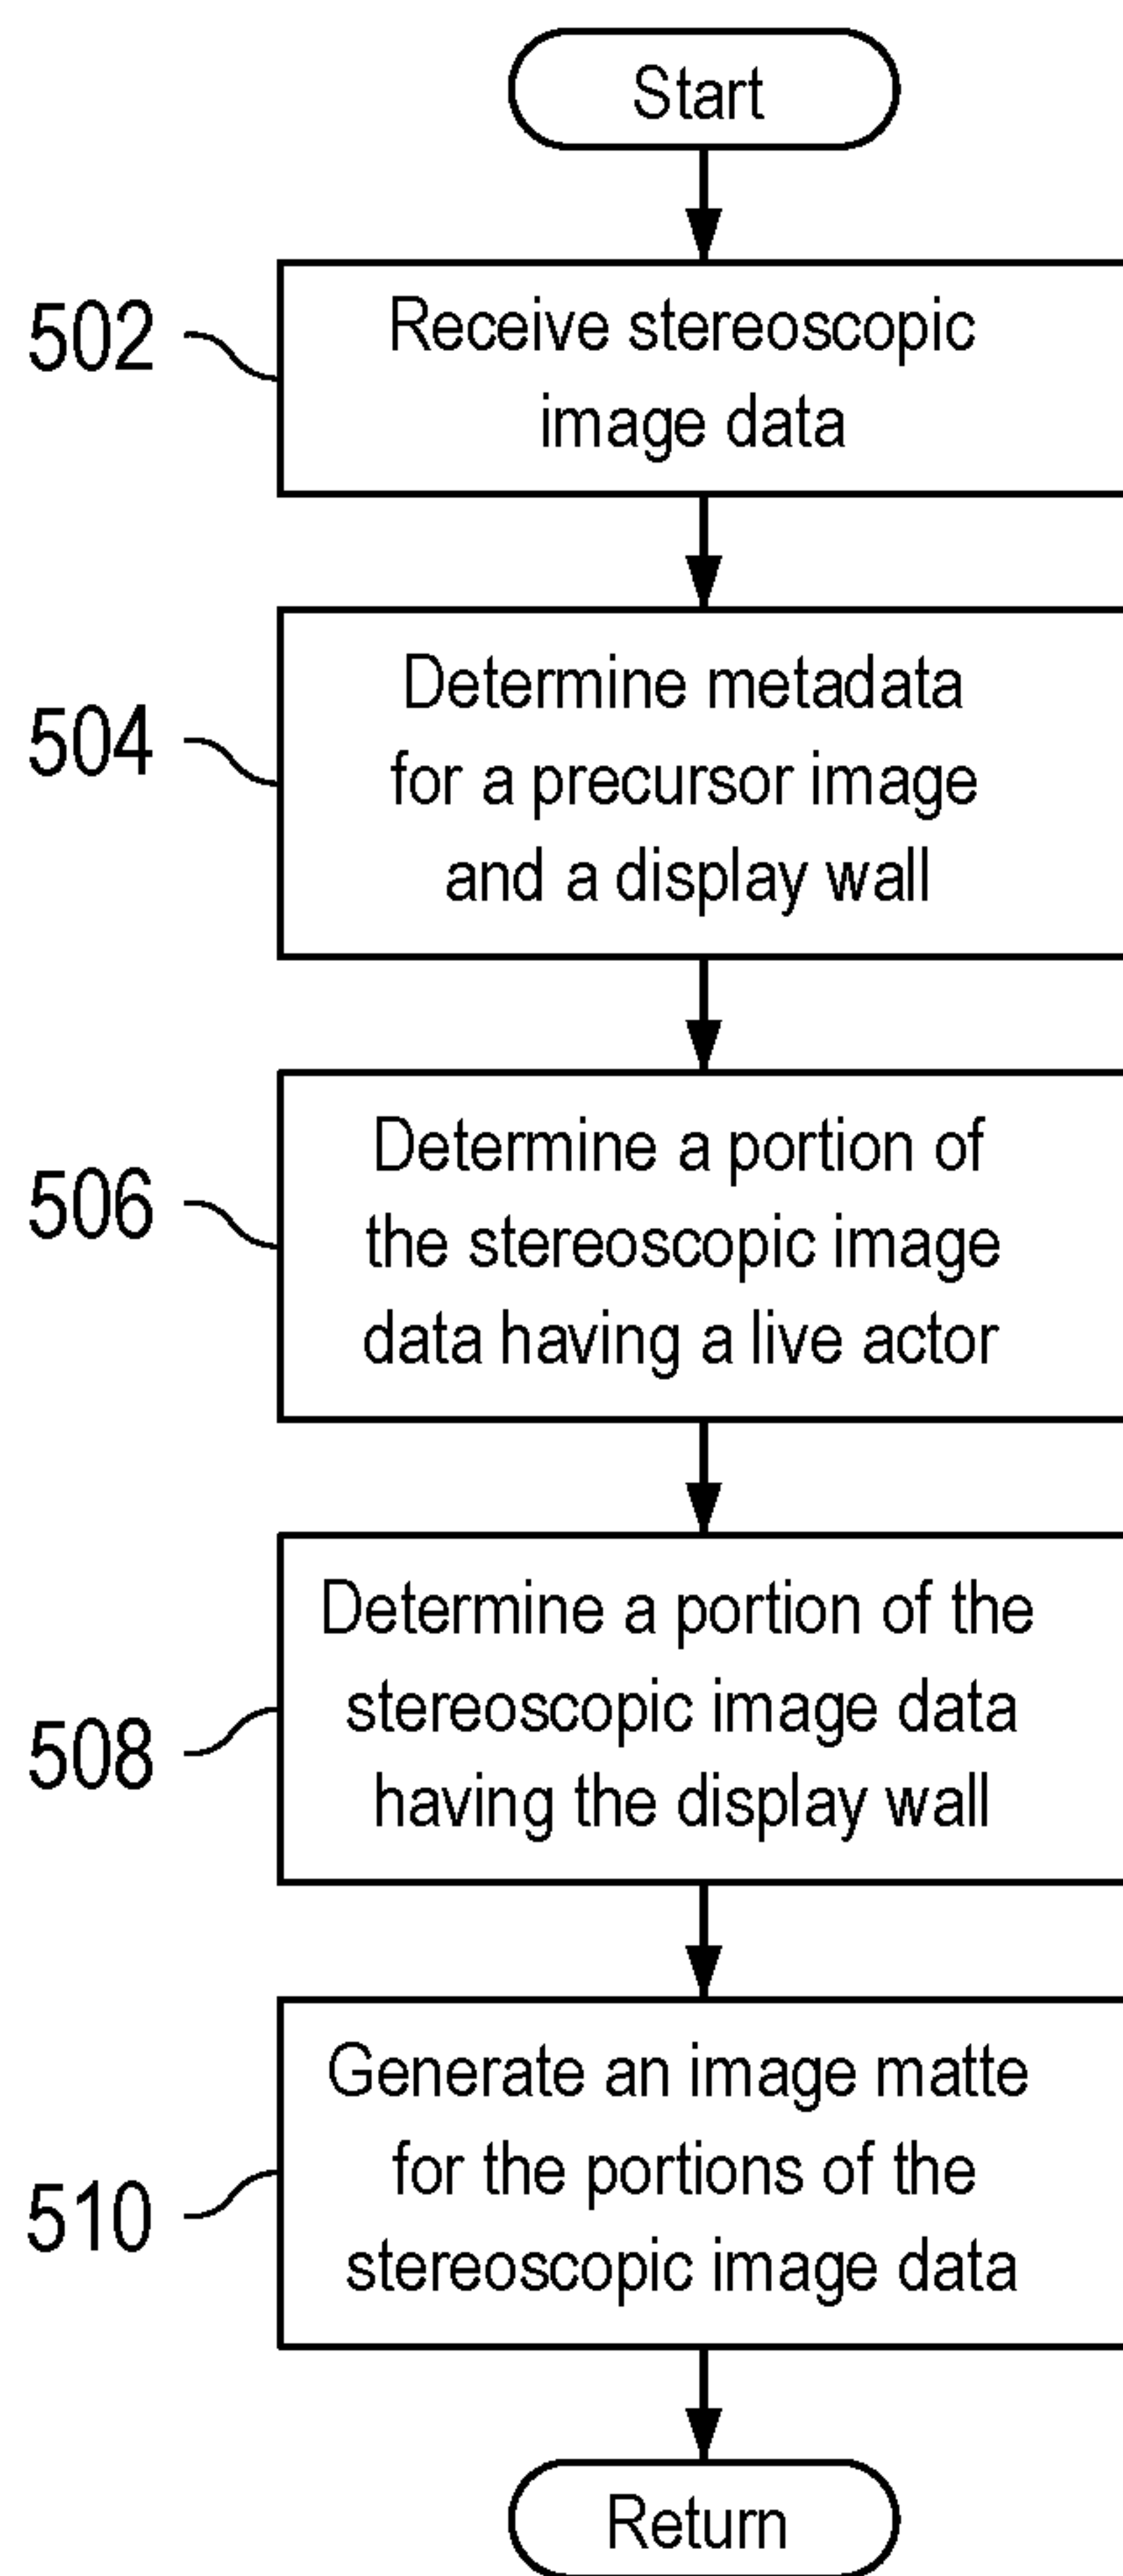 Start
502
Receive stereoscopic
image data
504
Determine metadata
for a precursor image
and a display wall
506
Determine a portion of
the stereoscopic image
data having a live actor
508
Determine a portion of the
stereoscopic image data
having the display wall
510
Generate an image matte
for the portions of the
stereoscopic image data
Return